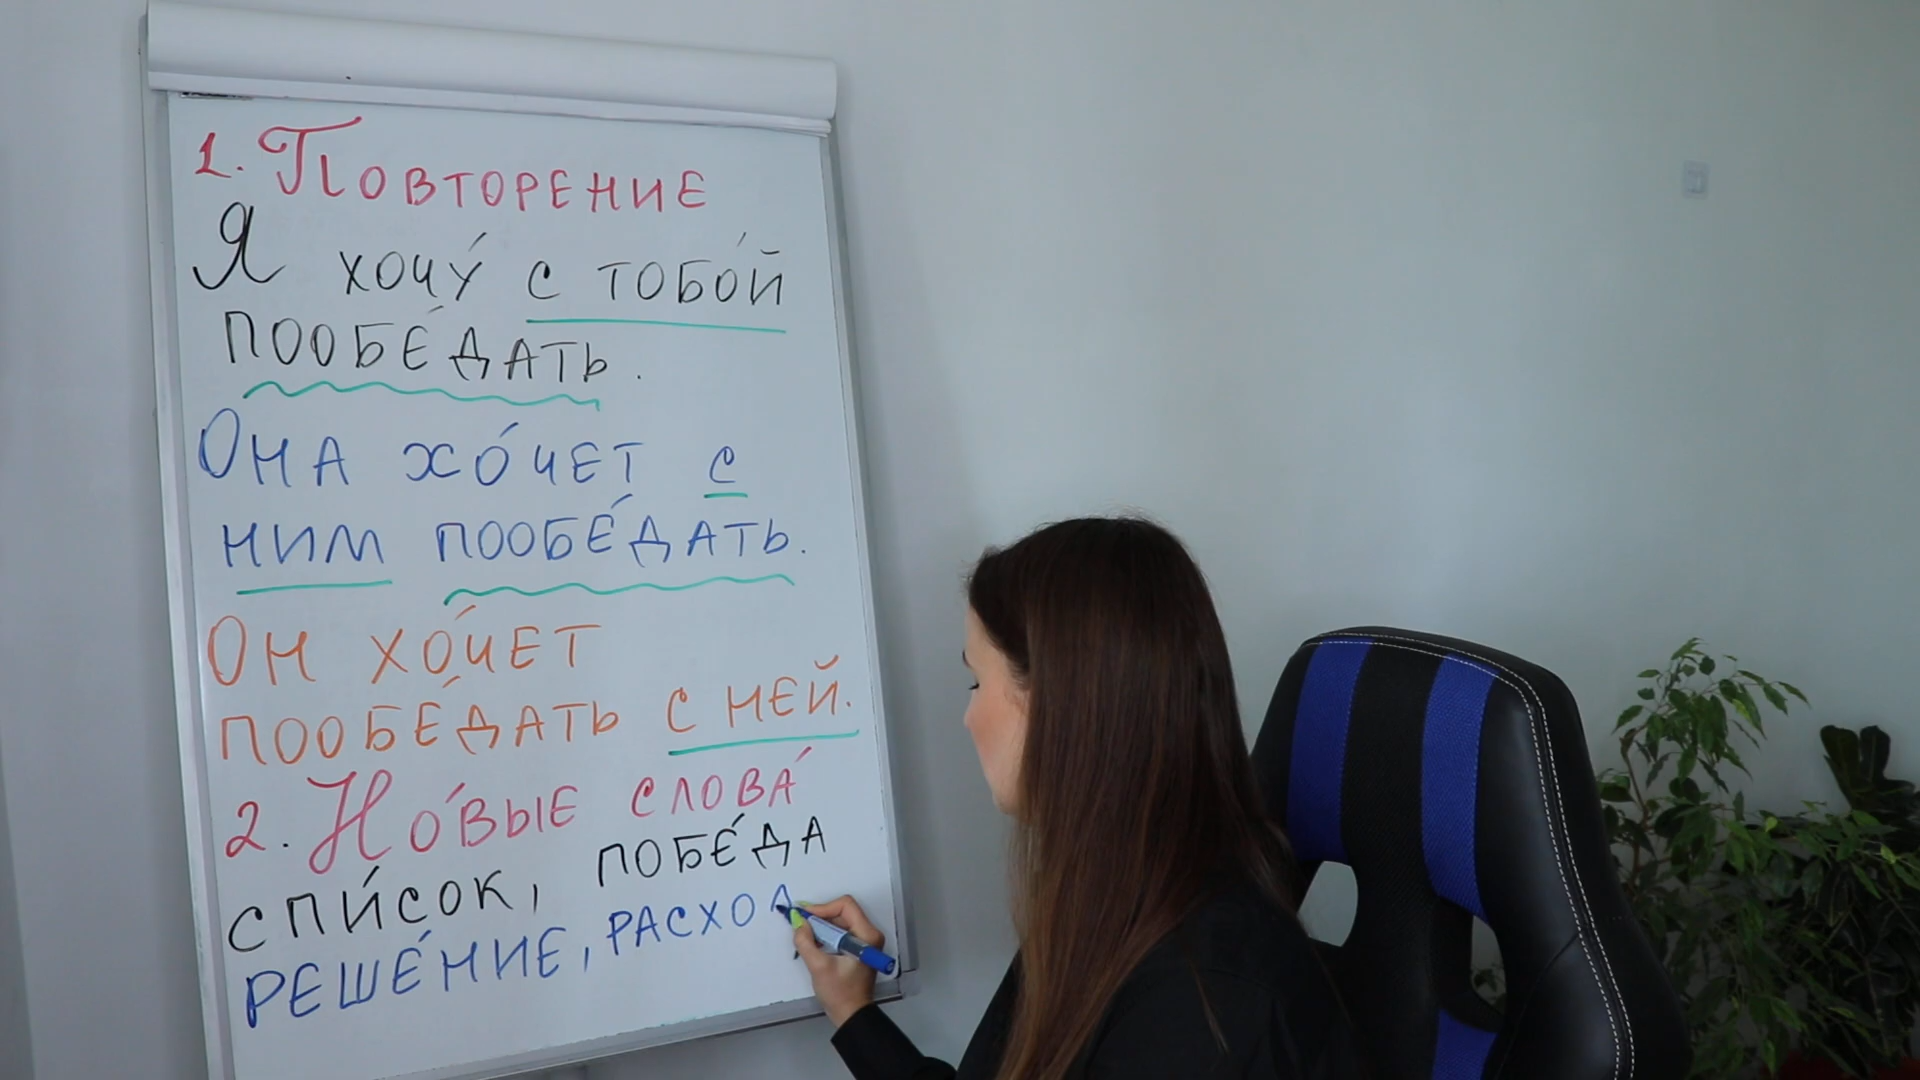 1. Повторение
Я хочу́ с тобо́й
пообе́дать.
Она хо́чет с
ним пообе́дать.
Он хо́чет
пообе́дать с ней.
2. Но́вые слова́
спи́сок, побе́да
реше́ние, расход